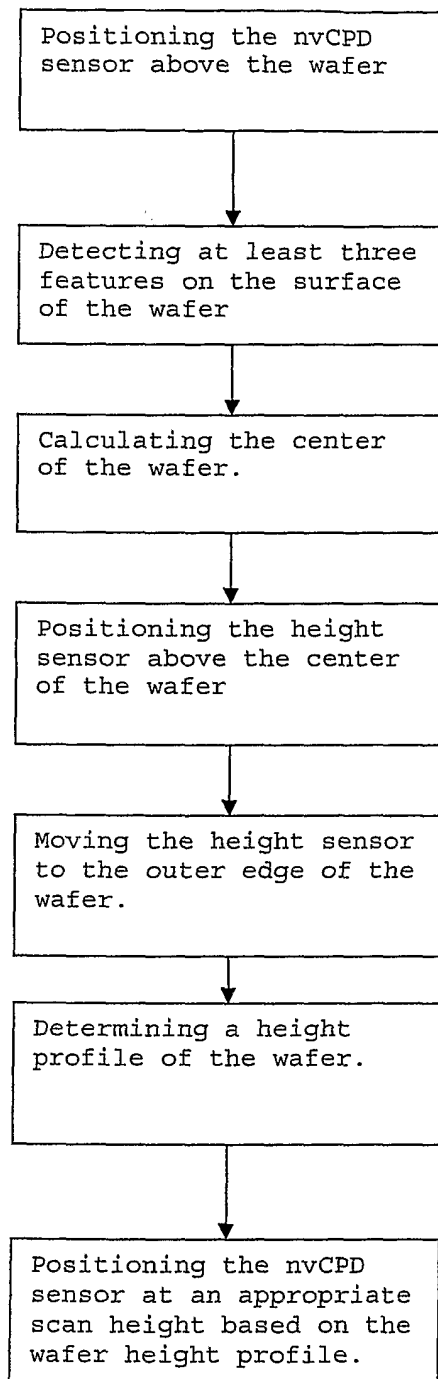 Positioning the nvCPD
sensor above the wafer
Detecting at least three
features on the surface
of the wafer
Calculating the center
of the wafer.
Positioning the height
sensor above the center
of the wafer
Moving the height sensor
to the outer edge of the
wafer.
Determining a height
profile of the wafer.
Positioning the nvCPD
sensor at an appropriate
scan height based on the
wafer height profile.